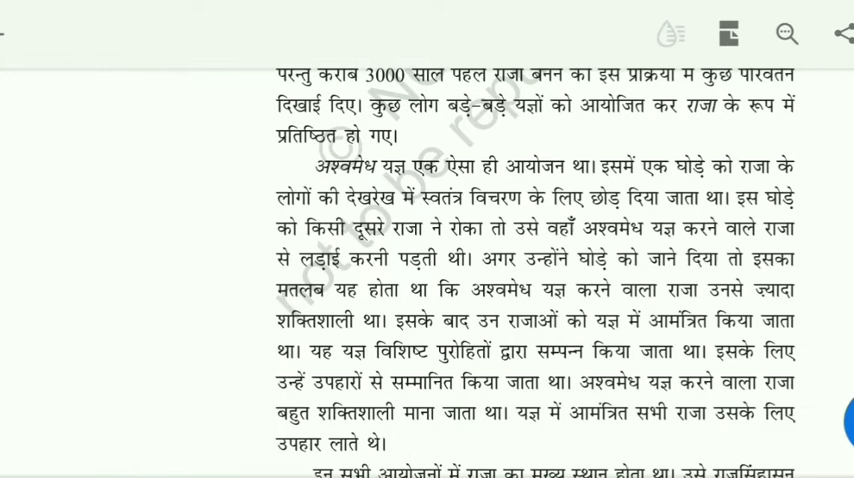 परन्तु करीब 3000 साल पहले राजा बनने की इस प्रक्रिया में कुछ परिवर्तन
दिखाई दिए। कुछ लोग बड़े-बड़े यज्ञों को आयोजित कर राजा के रूप में
प्रतिष्ठित हो गए।
अश्वमेध यज्ञ एक ऐसा ही आयोजन था। इसमें एक घोड़े को राजा के
लोगों की देखरेख में स्वतंत्र विचरण के लिए छोड़ दिया जाता था। इस घोड़े
को किसी दूसरे राजा ने रोका तो उसे वहाँ अश्वमेध यज्ञ करने वाले राजा
से लड़ाई करनी पड़ती थी। अगर उन्होंने घोड़े को जाने दिया तो इसका
मतलब यह होता था कि अश्वमेध यज्ञ करने वाला राजा उनसे ज़्यादा
शक्तिशाली था। इसके बाद उन राजाओं को यज्ञ में आमंत्रित किया जाता
था। यह यज्ञ विशिष्ट पुरोहितों द्वारा सम्पन्न किया जाता था। इसके लिए
उन्हें उपहारों से सम्मानित किया जाता था। अश्वमेध यज्ञ करने वाला राजा
बहुत शक्तिशाली माना जाता था। यज्ञ में आमंत्रित सभी राजा उसके लिए
उपहार लाते थे।
इन सभी आयोजनों में राजा का मुख्य स्थान होता था। उसे राजसिंहासन
not to be rep